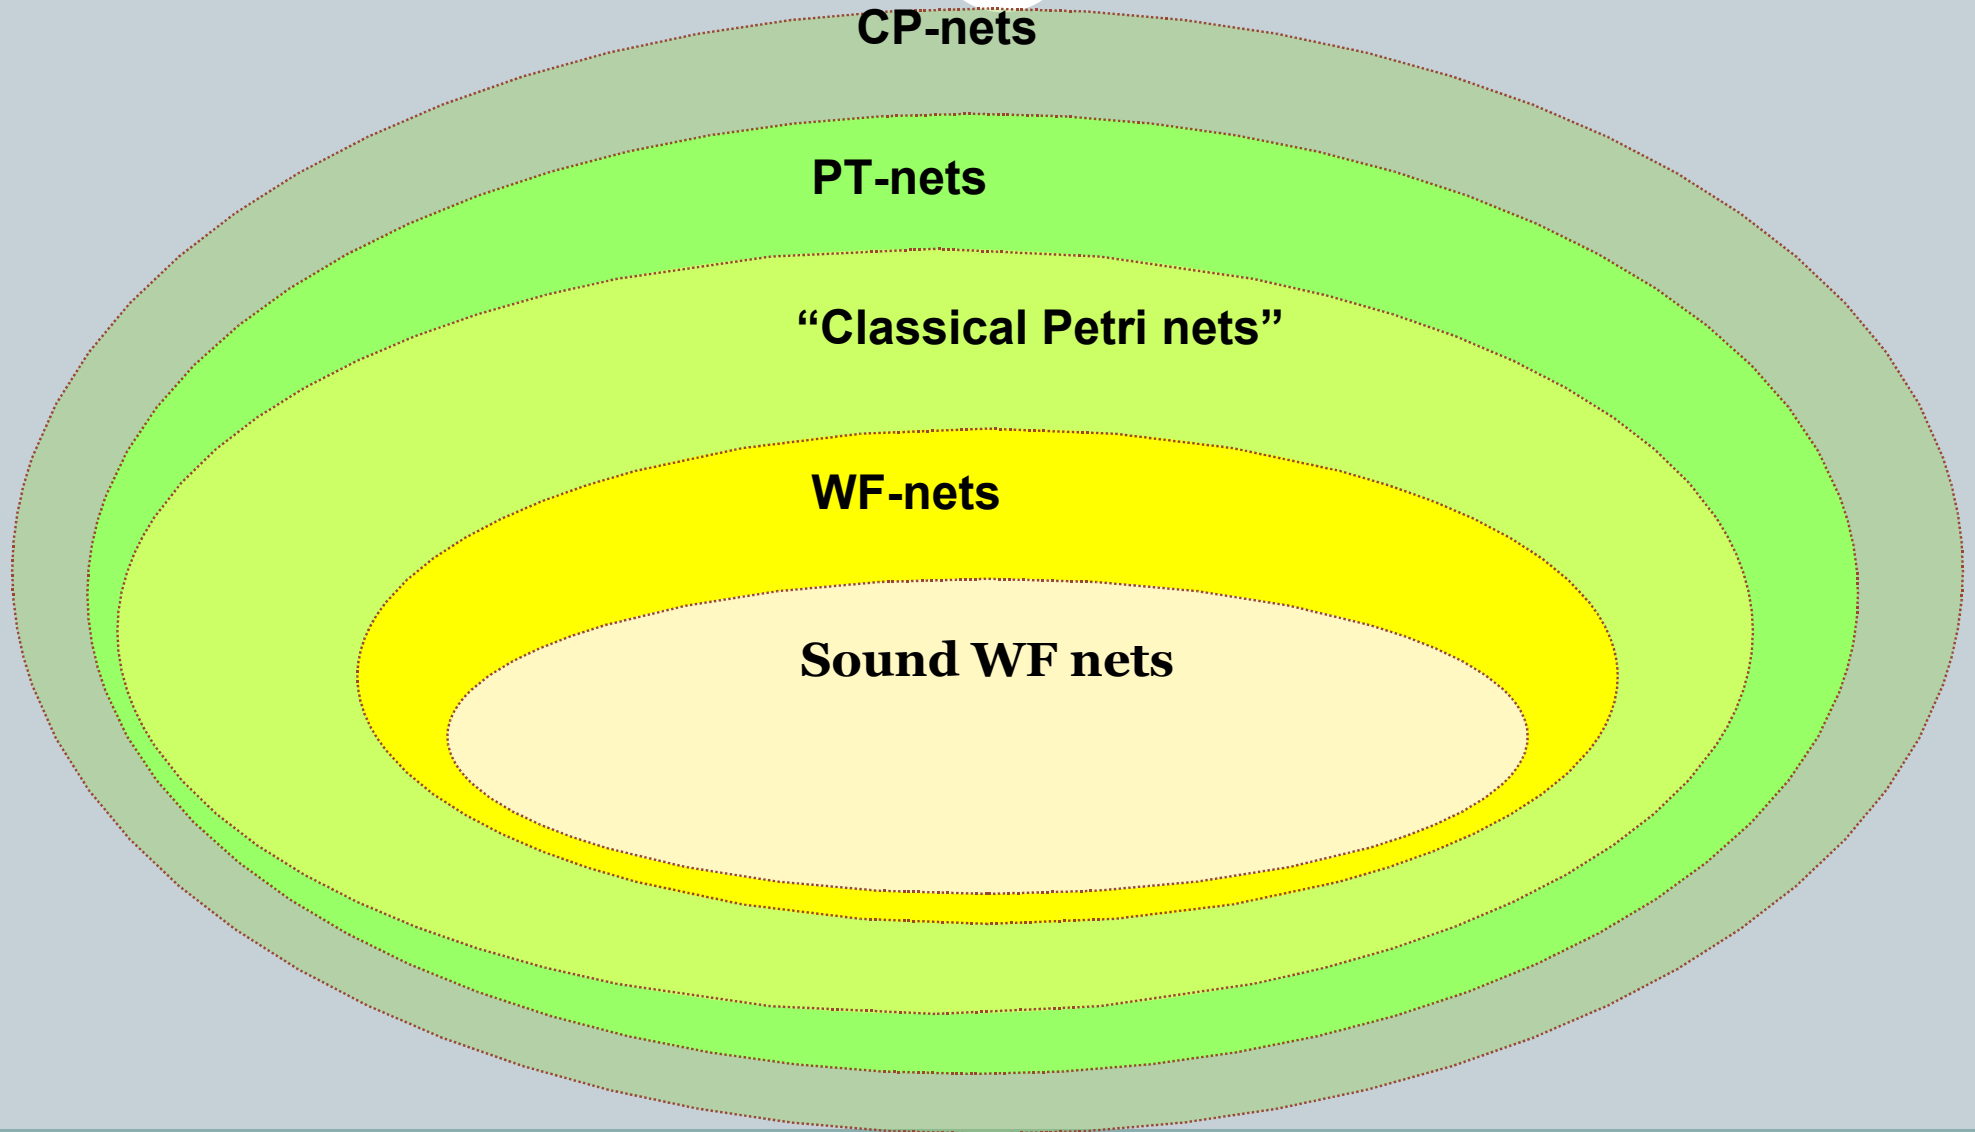 CP-nets
PT-nets
“Classical Petri nets”
WF-nets
Sound WF nets